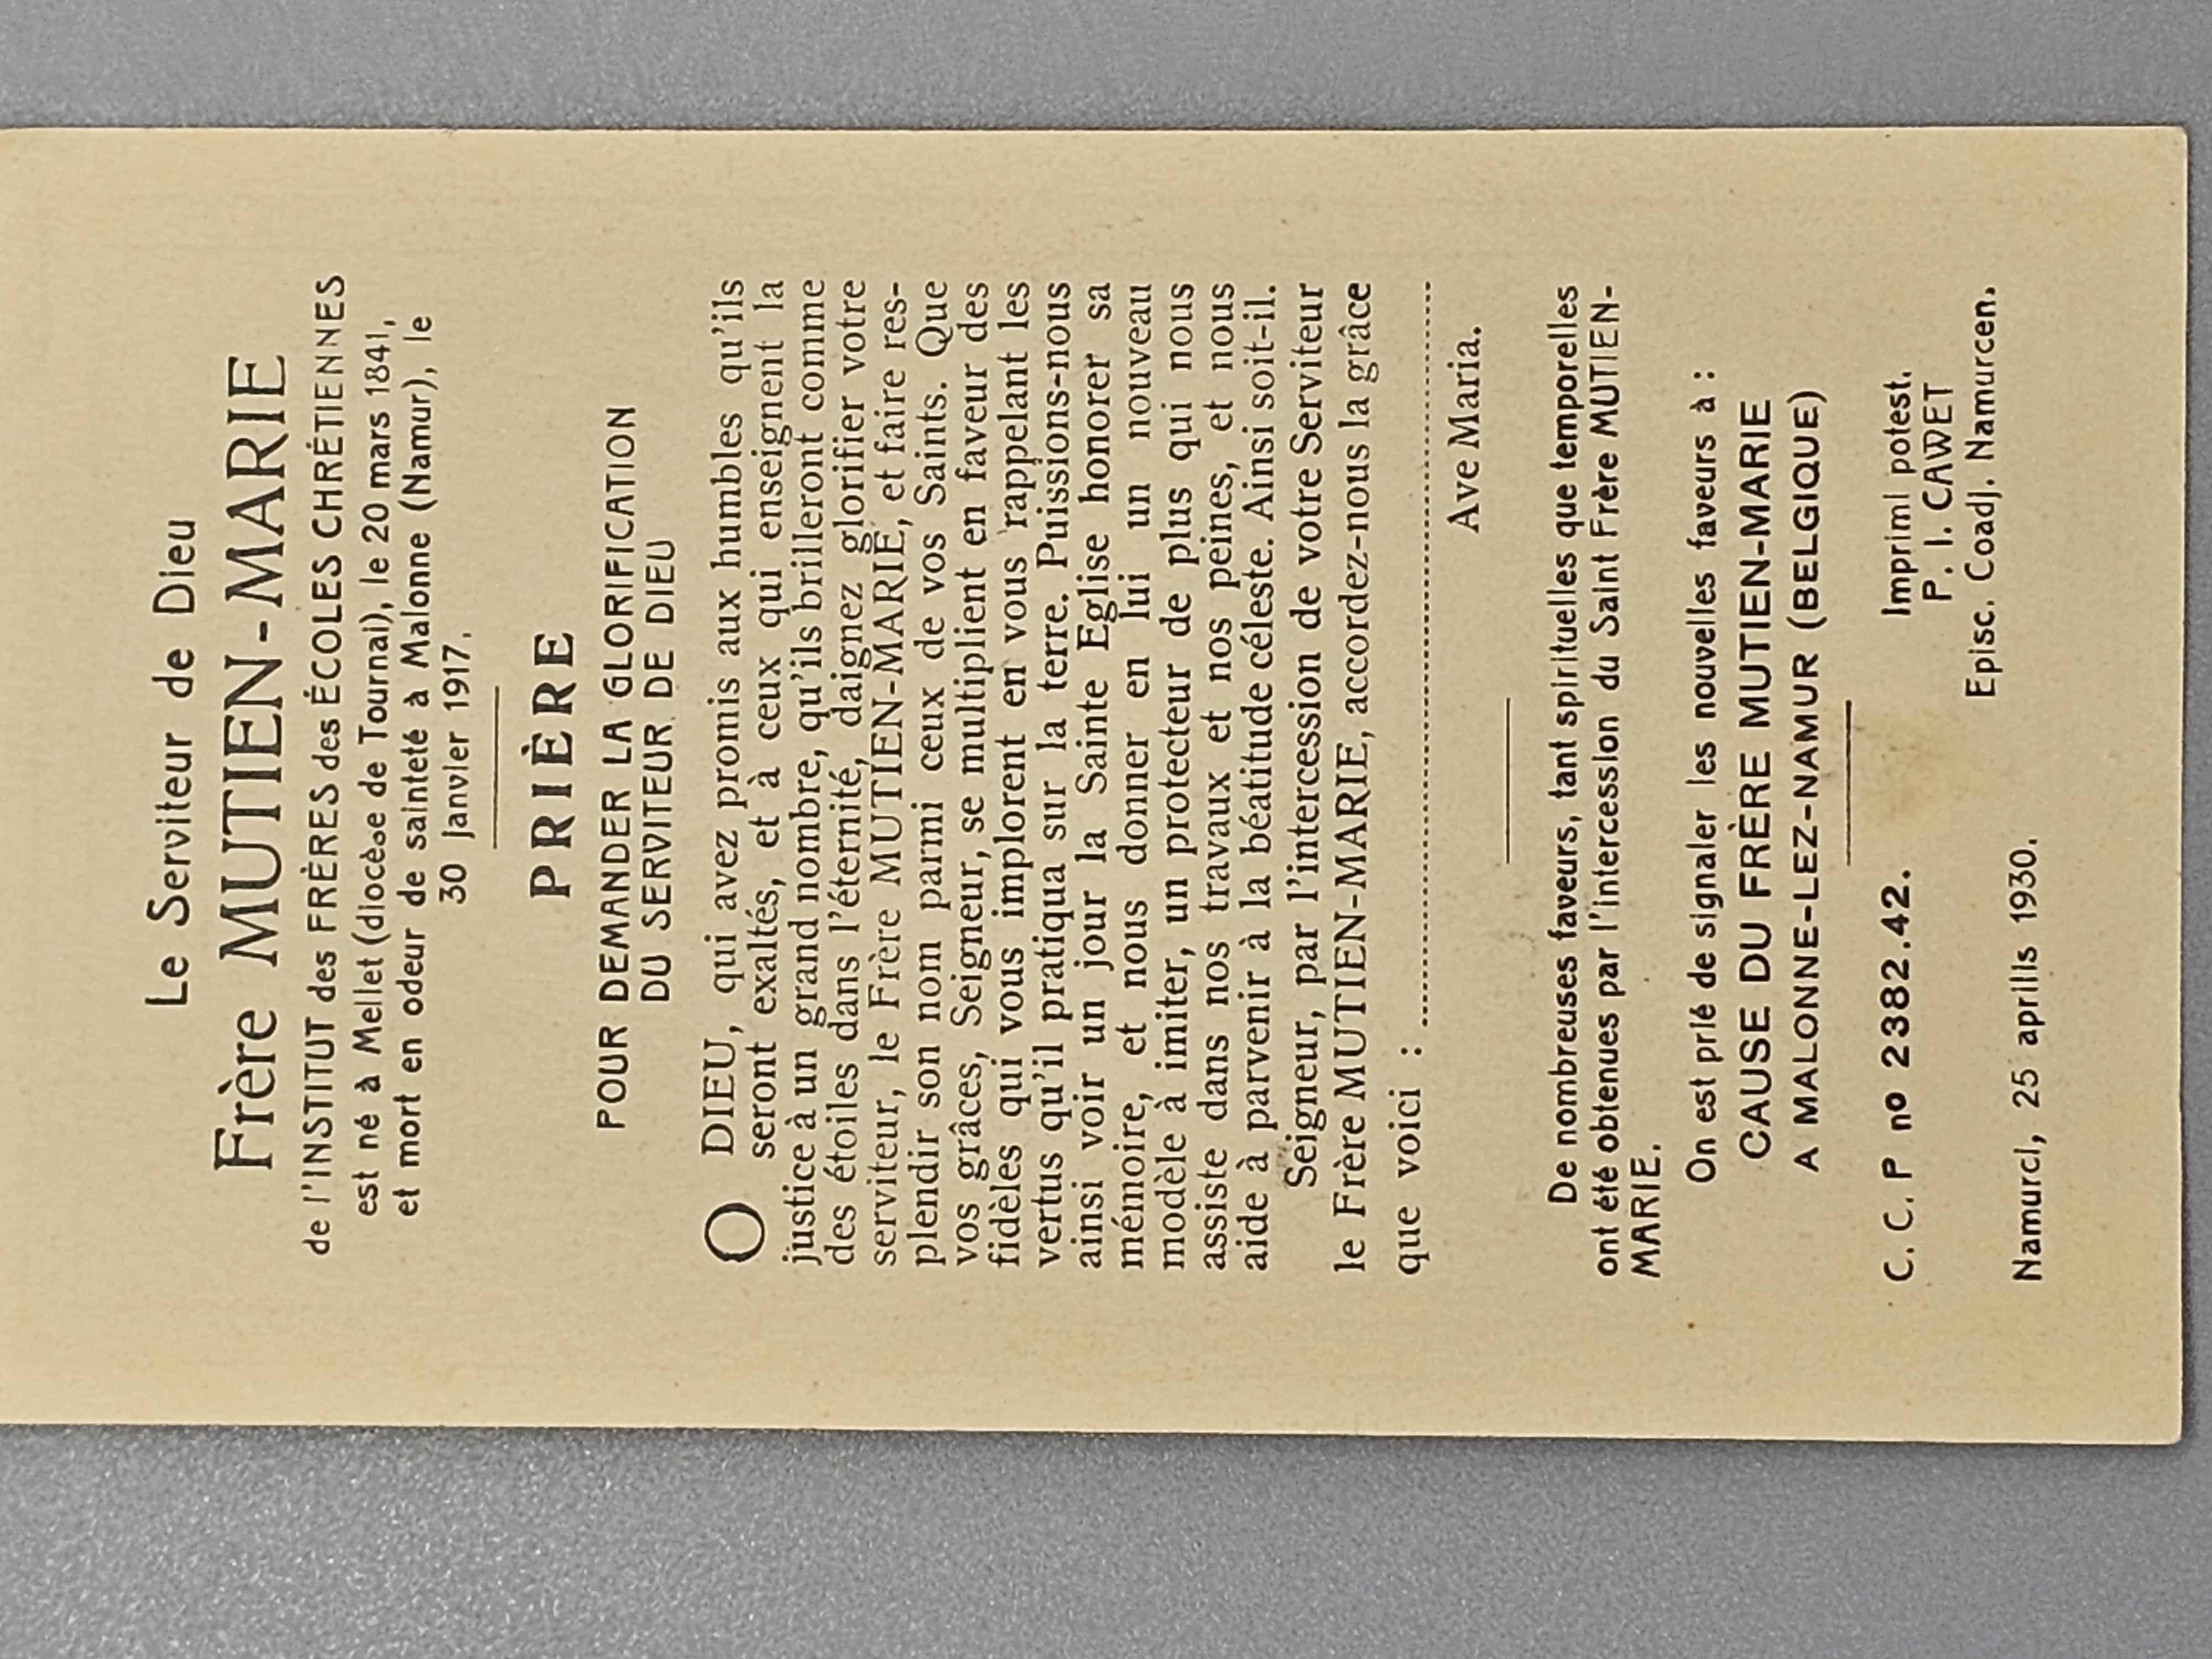 Le Serviteur de Dieu
Frère MUTIEN-MARIE
de l'INSTITUT des FRÈRES des ÉCOLES CHRÉTIENNES
est né à Mellet (diocèse de Tournai), le 20 mars 1841,
et mort en odeur de sainteté à Malonne (Namur), le
30 janvier 1917.
PRIÈRE
POUR DEMANDER LA GLORIFICATION
DU SERVITEUR DE DIEU
O DIEU, qui avez promis aux humbles qu'ils
seront exaltés, et à ceux qui enseignent la
justice à un grand nombre, qu'ils brilleront comme
des étoiles dans l'éternité, daignez glorifier votre
serviteur, le Frère MUTIEN-MARIE, et faire res-
plendir son nom parmi ceux de vos Saints. Que
vos grâces, Seigneur, se multiplient en faveur des
fidèles qui vous implorent en vous rappelant les
vertus qu'il pratiqua sur la terre. Puissions-nous
ainsi voir un jour la Sainte Eglise honorer sa
mémoire, et nous donner en lui un nouveau
modèle à imiter, un protecteur de plus qui nous
assiste dans nos travaux et nos peines, et nous
aide à parvenir à la béatitude céleste. Ainsi soit-il.
Seigneur, par l'intercession de votre Serviteur
le Frère MUTIEN-MARIE, accordez-nous la grâce
que voici : ........................................
Ave Maria.
De nombreuses faveurs, tant spirituelles que temporelles
ont été obtenues par l'intercession du Saint Frère MUTIEN-
MARIE.
On est prié de signaler les nouvelles faveurs à :
CAUSE DU FRÈRE MUTIEN-MARIE
A MALONNE-LEZ-NAMUR (BELGIQUE)
C. C. P nº 2382.42.
Imprimi potest.
P. I. CAWET
Episc. Coadj. Namurcen.
Namurci, 25 aprilis 1930.